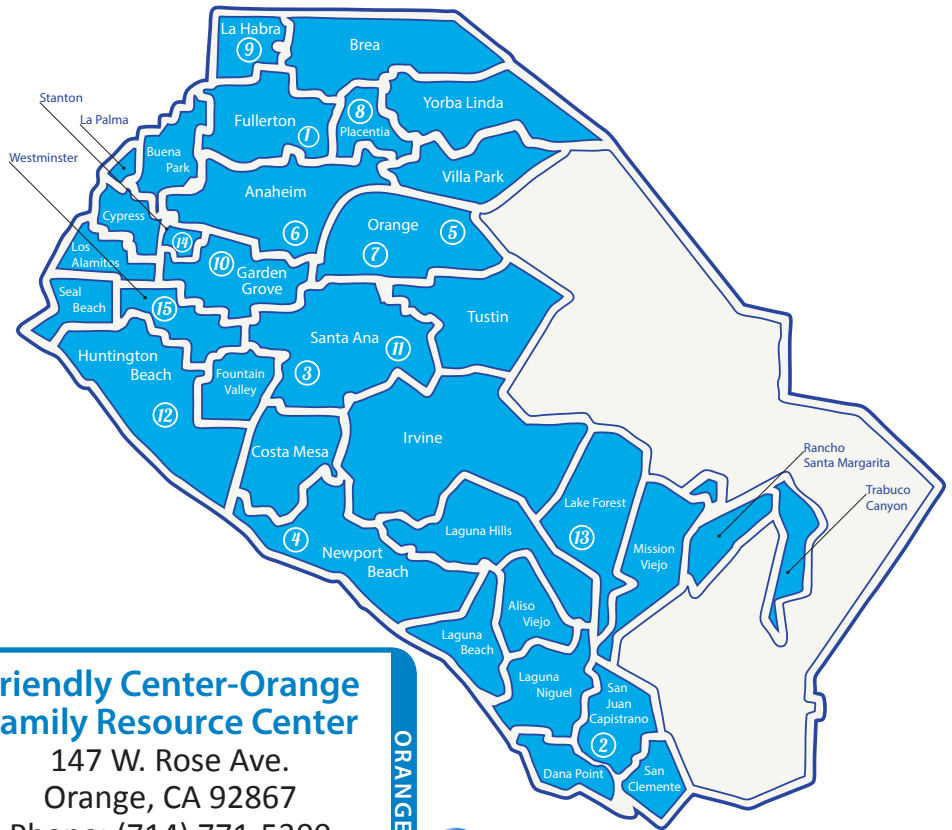 La Habra
9
Brea
Stanton
La Palma
Westminster
Yorba Linda
Fullerton
1
8
Placentia
Buena
Park
Villa Park
Anaheim
6
Cypress
Orange
5
7
14
Los
Alamitos
10
Garden
Grove
Seal
Beach
15
Tustin
Santa Ana
11
3
Huntington
Beach
12
Fountain
Valley
Costa Mesa
Irvine
Rancho
Santa Margarita
Trabuco
Canyon
Lake Forest
13
Laguna Hills
4
Newport
Beach
Mission
Viejo
Aliso
Viejo
Laguna
Beach
Laguna
Niguel
San
Juan
Capistrano
2
Dana Point
San
Clemente
riendly Center-Orange
amily Resource Center
147 W. Rose Ave.
Orange, CA 92867
ORANGE